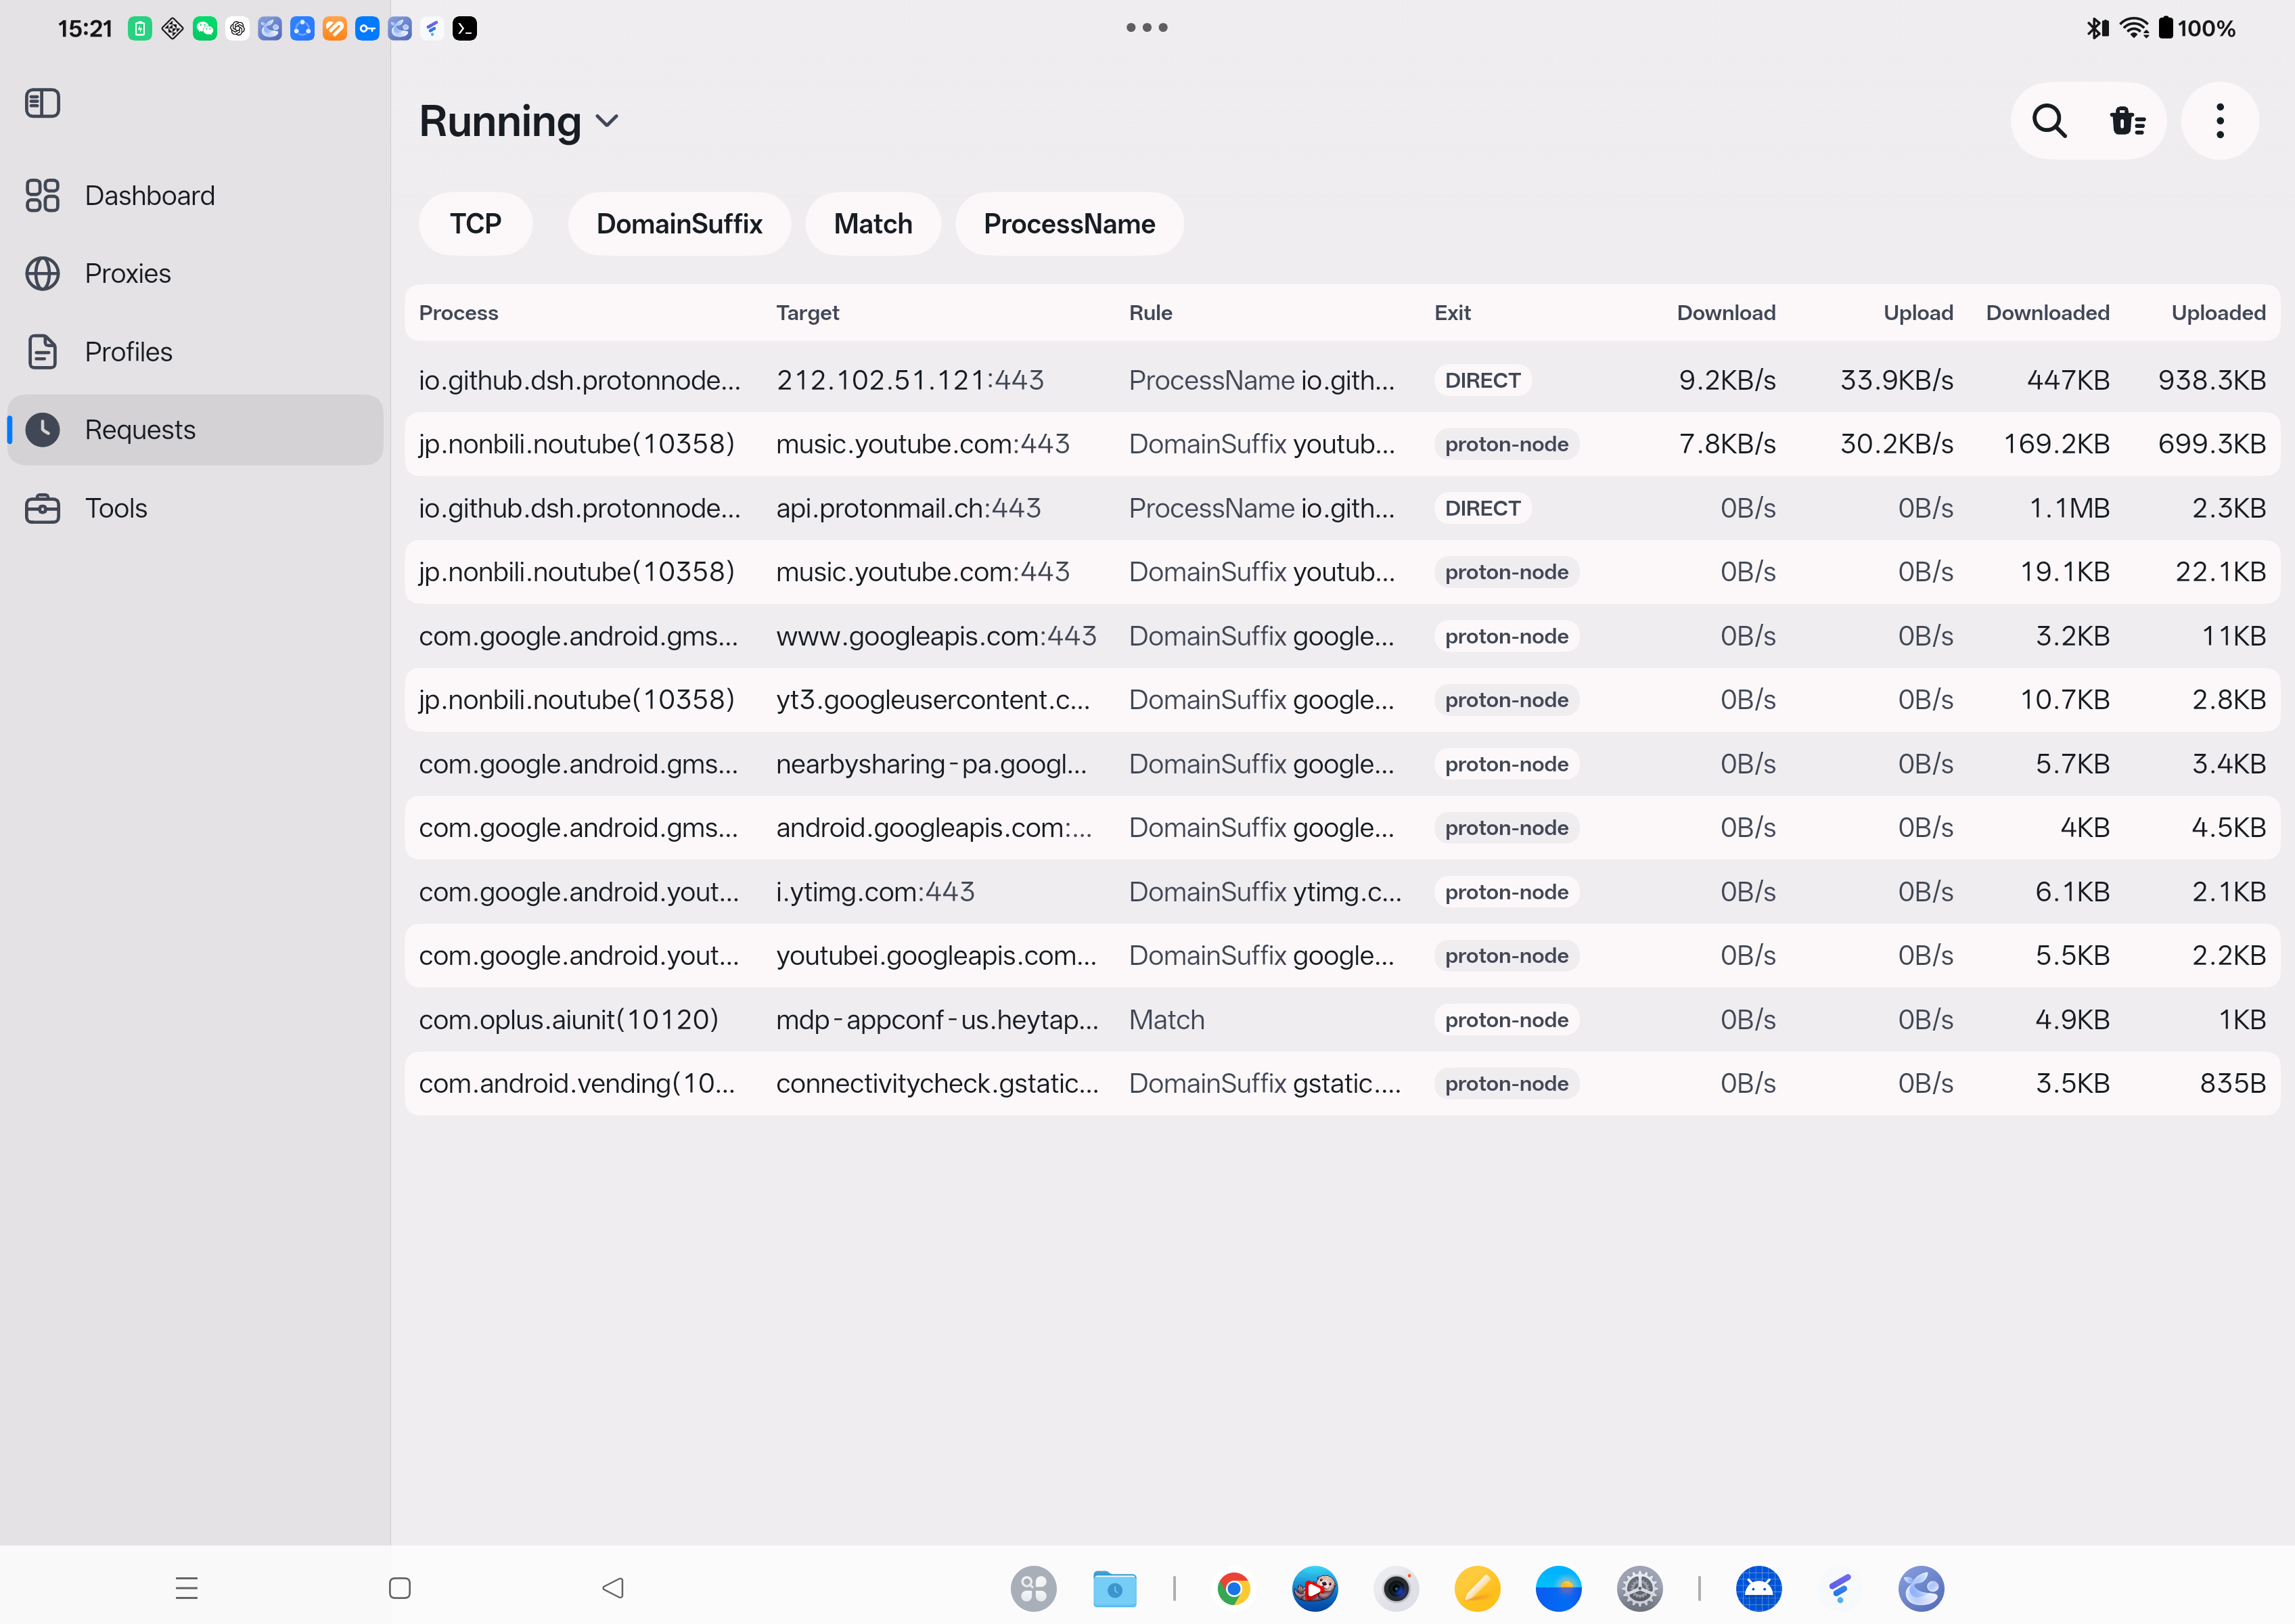 15:21
100%
Running
Dashboard
Proxies
Profiles
Requests
Tools
TCP DomainSuffix Match ProcessName
Process Target Rule Exit Download Upload Downloaded Uploaded
io.github.dsh.protonnode... 212.102.51.121:443 ProcessName io.gith... DIRECT 9.2KB/s 33.9KB/s 447KB 938.3KB
jp.nonbili.noutube(10358) music.youtube.com:443 DomainSuffix youtub... proton-node 7.8KB/s 30.2KB/s 169.2KB 699.3KB
io.github.dsh.protonnode... api.protonmail.ch:443 ProcessName io.gith... DIRECT 0B/s 0B/s 1.1MB 2.3KB
jp.nonbili.noutube(10358) music.youtube.com:443 DomainSuffix youtub... proton-node 0B/s 0B/s 19.1KB 22.1KB
com.google.android.gms... www.googleapis.com:443 DomainSuffix google... proton-node 0B/s 0B/s 3.2KB 11KB
jp.nonbili.noutube(10358) yt3.googleusercontent.c... DomainSuffix google... proton-node 0B/s 0B/s 10.7KB 2.8KB
com.google.android.gms... nearbysharing-pa.googl... DomainSuffix google... proton-node 0B/s 0B/s 5.7KB 3.4KB
com.google.android.gms... android.googleapis.com:... DomainSuffix google... proton-node 0B/s 0B/s 4KB 4.5KB
com.google.android.yout... i.ytimg.com:443 DomainSuffix ytimg.c... proton-node 0B/s 0B/s 6.1KB 2.1KB
com.google.android.yout... youtubei.googleapis.com... DomainSuffix google... proton-node 0B/s 0B/s 5.5KB 2.2KB
com.oplus.aiunit(10120) mdp-appconf-us.heytap... Match proton-node 0B/s 0B/s 4.9KB 1KB
com.android.vending(10... connectivitycheck.gstatic... DomainSuffix gstatic.... proton-node 0B/s 0B/s 3.5KB 835B